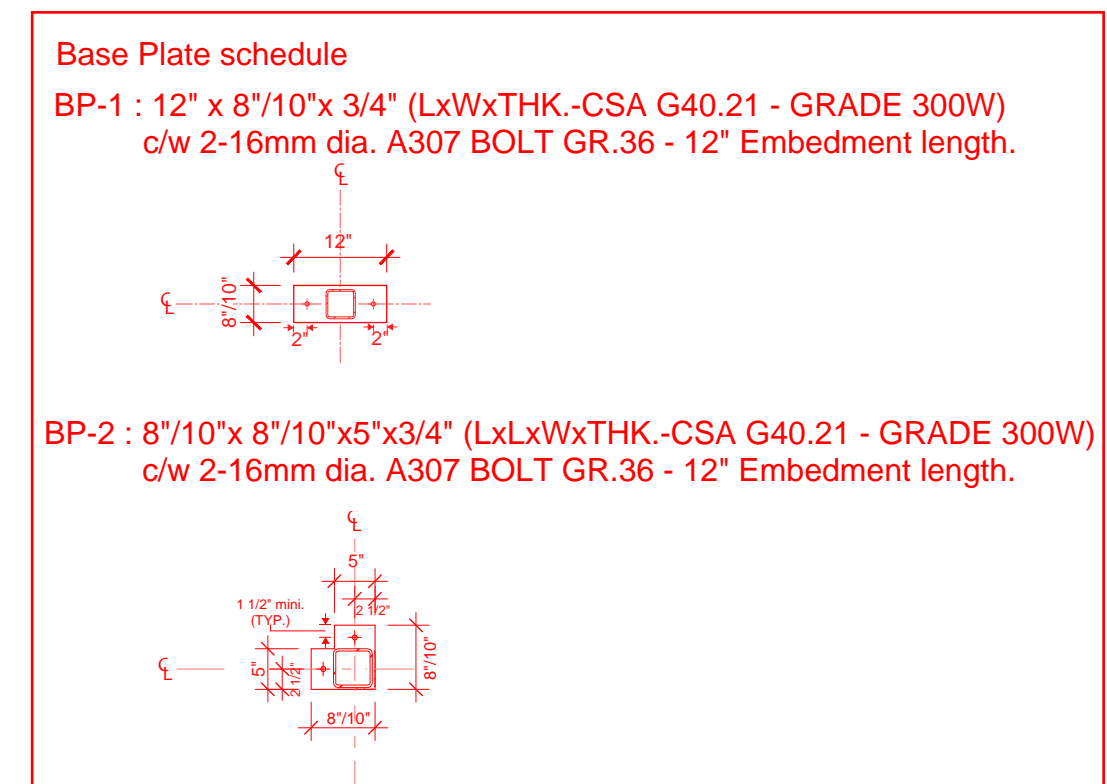 Base Plate schedule
BP-1 : 12" x 8"/10"x 3/4" (LxWxTHK.-CSA G40.21 - GRADE 300W)
c/w 2-16mm dia. A307 BOLT GR.36 - 12" Embedment length.
℄
12"
8"/10"
℄
2"
2"
BP-2 : 8"/10"x 8"/10"x5"x3/4" (LxLxWxTHK.-CSA G40.21 - GRADE 300W)
c/w 2-16mm dia. A307 BOLT GR.36 - 12" Embedment length.
℄
5"
1 1/2" mini.
(TYP.)
2 1/2"
8"/10"
℄
5"
2 1/2"
8"/10"